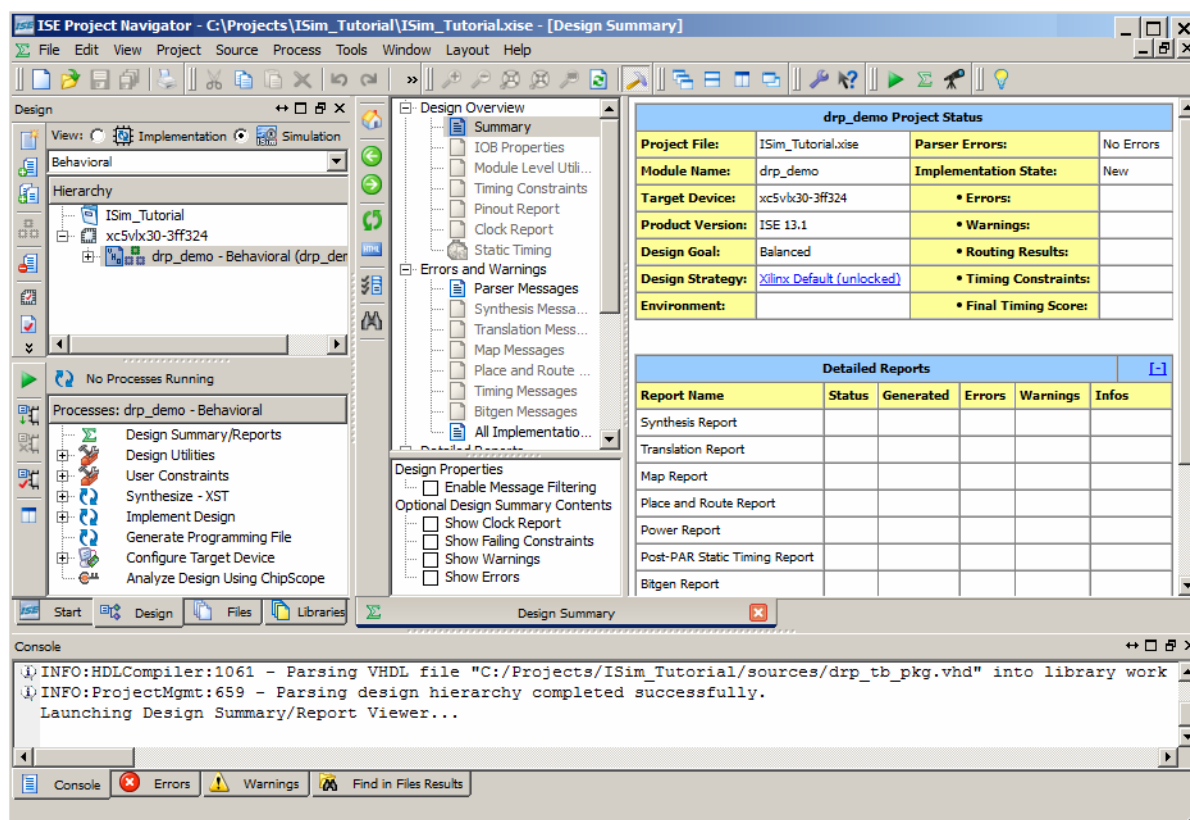 ISE Project Navigator - C:\Projects\ISim_Tutorial\ISim_Tutorial.xise - [Design Summary]
File Edit View Project Source Process Tools Window Layout Help
Design
View: Implementation Simulation
Behavioral
Hierarchy
ISim_Tutorial
xc5vlx30-3ff324
drp_demo - Behavioral (drp_der
No Processes Running
Processes: drp_demo - Behavioral
Design Summary/Reports
Design Utilities
User Constraints
Synthesize - XST
Implement Design
Generate Programming File
Configure Target Device
Analyze Design Using ChipScope
Start Design Files Libraries
Design Overview
Summary
IOB Properties
Module Level Utili...
Timing Constraints
Pinout Report
Clock Report
Static Timing
Errors and Warnings
Parser Messages
Synthesis Messa...
Translation Mess...
Map Messages
Place and Route ...
Timing Messages
Bitgen Messages
All Implementatio...
Detailed Reports
Design Properties
Enable Message Filtering
Optional Design Summary Contents
Show Clock Report
Show Failing Constraints
Show Warnings
Show Errors
Design Summary
drp_demo Project Status
Project File: ISim_Tutorial.xise Parser Errors: No Errors
Module Name: drp_demo Implementation State: New
Target Device: xc5vlx30-3ff324 • Errors:
Product Version: ISE 13.1 • Warnings:
Design Goal: Balanced • Routing Results:
Design Strategy: Xilinx Default (unlocked) • Timing Constraints:
Environment: • Final Timing Score:
Detailed Reports [-]
Report Name Status Generated Errors Warnings Infos
Synthesis Report
Translation Report
Map Report
Place and Route Report
Power Report
Post-PAR Static Timing Report
Bitgen Report
Console
INFO:HDLCompiler:1061 - Parsing VHDL file "C:/Projects/ISim_Tutorial/sources/drp_tb_pkg.vhd" into library work
INFO:ProjectMgmt:659 - Parsing design hierarchy completed successfully.
Launching Design Summary/Report Viewer...
Console Errors Warnings Find in Files Results